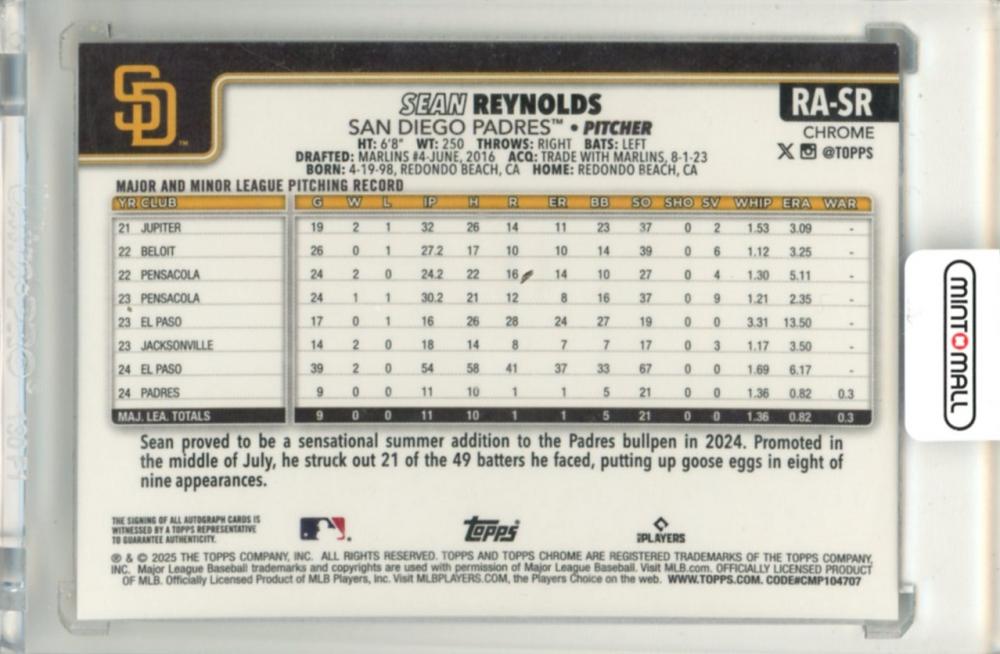 SD™
SEAN REYNOLDS
RA-SR
SAN DIEGO PADRES™ • PITCHER
CHROME
HT: 6'8" WT: 250 THROWS: RIGHT BATS: LEFT
X @TOPPS
DRAFTED: MARLINS #4-JUNE, 2016 ACQ: TRADE WITH MARLINS, 8-1-23
BORN: 4-19-98, REDONDO BEACH, CA HOME: REDONDO BEACH, CA
MAJOR AND MINOR LEAGUE PITCHING RECORD
YR CLUB G W L IP H R ER BB SO SHO SV WHIP ERA WAR
21 JUPITER 19 2 1 32 26 14 11 23 37 0 2 1.53 3.09 -
22 BELOIT 26 0 1 27.2 17 10 10 14 39 0 6 1.12 3.25 -
22 PENSACOLA 24 2 0 24.2 22 16 14 10 27 0 4 1.30 5.11 -
23 PENSACOLA 24 1 1 30.2 21 12 8 16 37 0 9 1.21 2.35 -
23 EL PASO 17 0 1 16 26 28 24 27 19 0 0 3.31 13.50 -
23 JACKSONVILLE 14 2 0 18 14 8 7 7 17 0 3 1.17 3.50 -
24 EL PASO 39 2 0 54 58 41 37 33 67 0 0 1.69 6.17 -
24 PADRES 9 0 0 11 10 1 1 5 21 0 0 1.36 0.82 0.3
MAJ. LEA. TOTALS 9 0 0 11 10 1 1 5 21 0 0 1.36 0.82 0.3
Sean proved to be a sensational summer addition to the Padres bullpen in 2024. Promoted in
the middle of July, he struck out 21 of the 49 batters he faced, putting up goose eggs in eight of
nine appearances.
THE SIGNING OF ALL AUTOGRAPH CARDS IS
WITNESSED BY A TOPPS REPRESENTATIVE
TO GUARANTEE AUTHENTICITY.
topps
PLAYERS
® & © 2025 THE TOPPS COMPANY, INC. ALL RIGHTS RESERVED. TOPPS AND TOPPS CHROME ARE REGISTERED TRADEMARKS OF THE TOPPS COMPANY,
INC. Major League Baseball trademarks and copyrights are used with permission of Major League Baseball. Visit MLB.com. OFFICIALLY LICENSED PRODUCT
OF MLB. Officially Licensed Product of MLB Players, Inc. Visit MLBPLAYERS.COM, the Players Choice on the web. WWW.TOPPS.COM. CODE#CMP104707
MINTOMALL